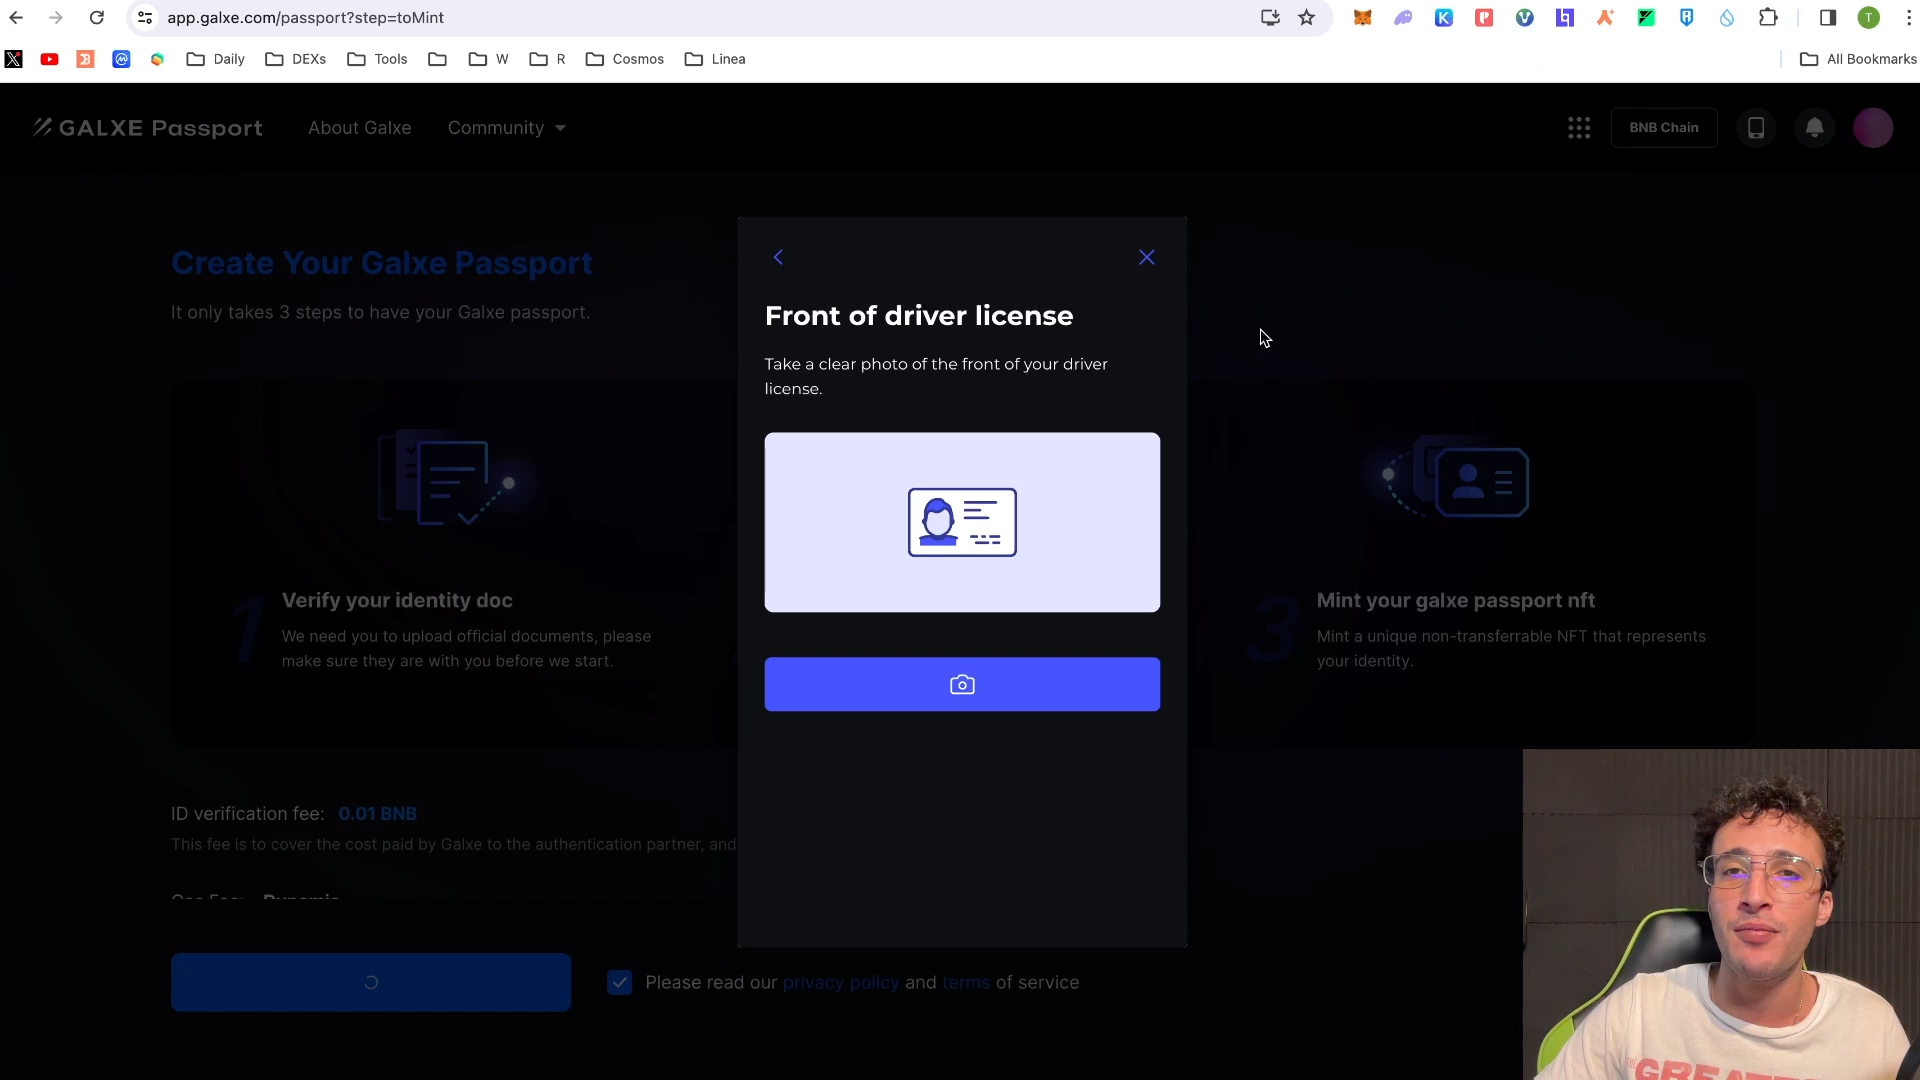 app.galxe.com/passport?step=toMint
T
Daily
DEXs
Tools
W
R
Cosmos
Linea
All Bookmarks
GALXE Passport
About Galxe
Community
BNB Chain
Create Your Galxe Passport
It only takes 3 steps to have your Galxe passport.
Front of driver license
Take a clear photo of the front of your driver
license.
1
Verify your identity doc
We need you to upload official documents, please
make sure they are with you before we start.
3
Mint your galxe passport nft
Mint a unique non-transferrable NFT that represents
your identity.
ID verification fee: 0.01 BNB
This fee is to cover the cost paid by Galxe to the authentication partner, and
Please read our privacy policy and terms of service
THE